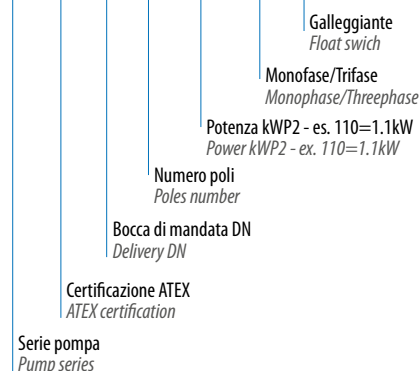 Galleggiante
Float swich
Monofase/Trifase
Monophase/Threephase
Potenza kWP2 - es. 110=1.1kW
Power kWP2 - ex. 110=1.1kW
Numero poli
Poles number
Bocca di mandata DN
Delivery DN
Certificazione ATEX
ATEX certification
Serie pompa
Pump series